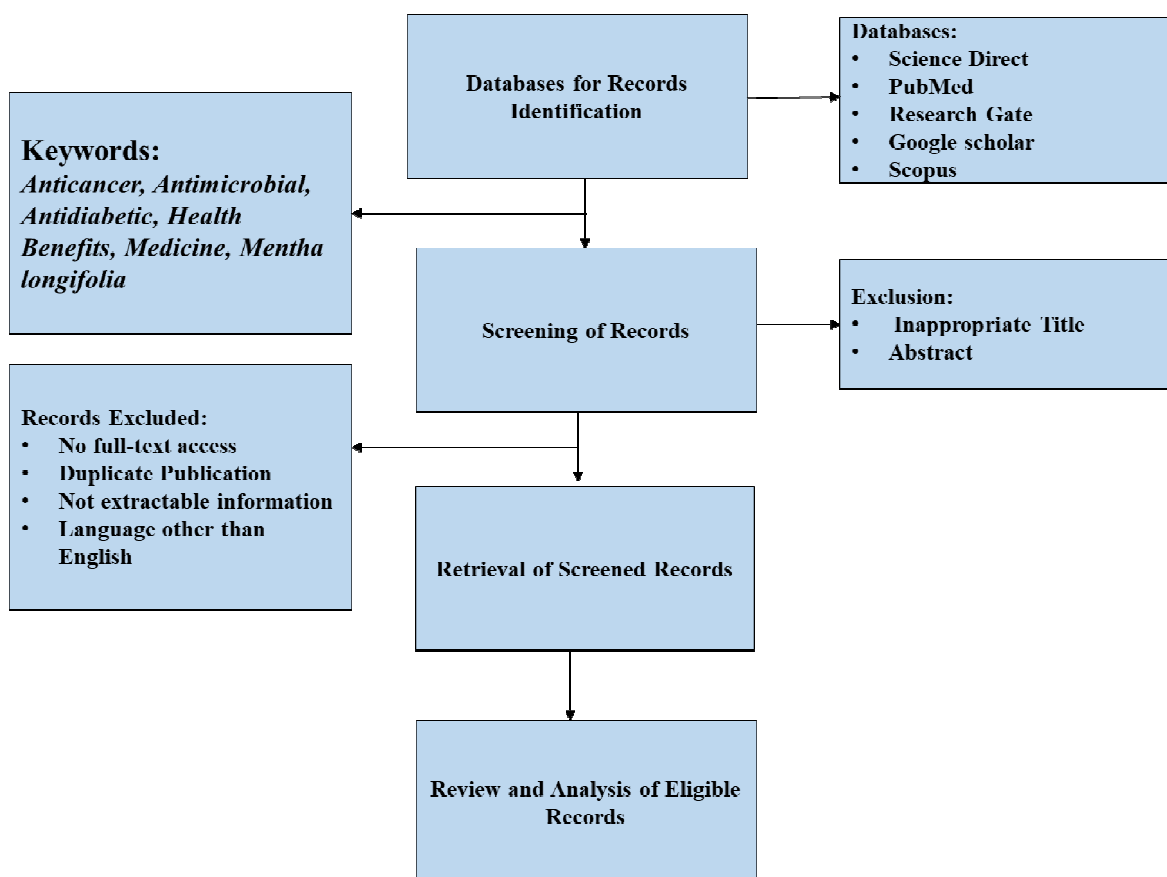 Databases for Records
Identification
Databases:
• Science Direct
• PubMed
• Research Gate
• Google scholar
• Scopus
Keywords:
Anticancer, Antimicrobial,
Antidiabetic, Health
Benefits, Medicine, Mentha
longifolia
Screening of Records
Exclusion:
• Inappropriate Title
• Abstract
Records Excluded:
• No full-text access
• Duplicate Publication
• Not extractable information
• Language other than
English
Retrieval of Screened Records
Review and Analysis of Eligible
Records